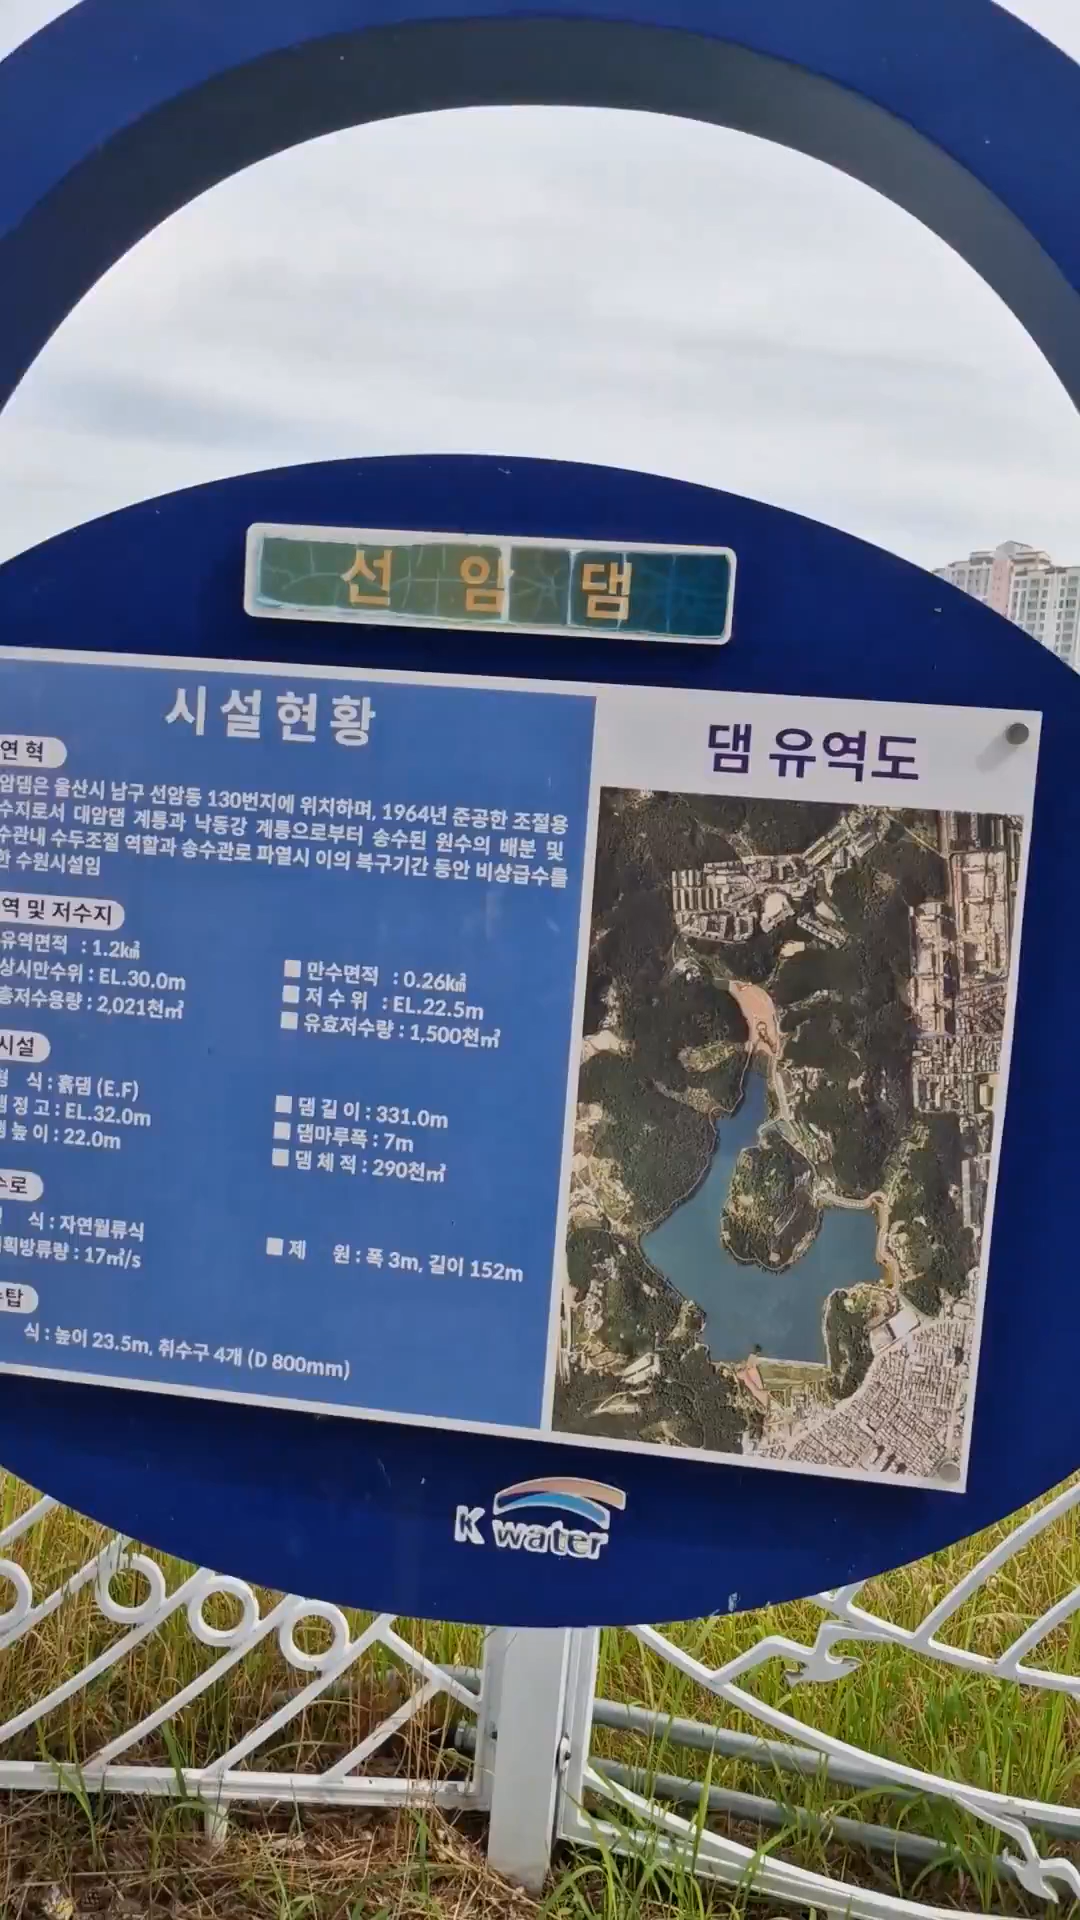 선 암 댐
시설현황
연 혁
암댐은 울산시 남구 선암동 130번지에 위치하며, 1964년 준공한 조절용
수지로서 대암댐 계통과 낙동강 계통으로부터 송수된 원수의 배분 및
수관내 수두조절 역할과 송수관로 파열시 이의 복구기간 동안 비상급수를
한 수원시설임
역 및 저수지
유역면적 : 1.2㎢
■ 만수면적 : 0.26㎢
상시만수위 : EL.30.0m
■ 저 수 위 : EL.22.5m
총저수용량 : 2,021천㎥
■ 유효저수량 : 1,500천㎥
시설
형 식 : 흙댐 (E.F)
■ 댐 길 이 : 331.0m
댐 정 고 : EL.32.0m
■ 댐마루폭 : 7m
댐 높 이 : 22.0m
■ 댐 체 적 : 290천㎥
수로
식 : 자연월류식
획방류량 : 17㎥/s
■ 제 원 : 폭 3m, 길이 152m
수탑
식 : 높이 23.5m, 취수구 4개 (D 800mm)
댐 유역도
K water